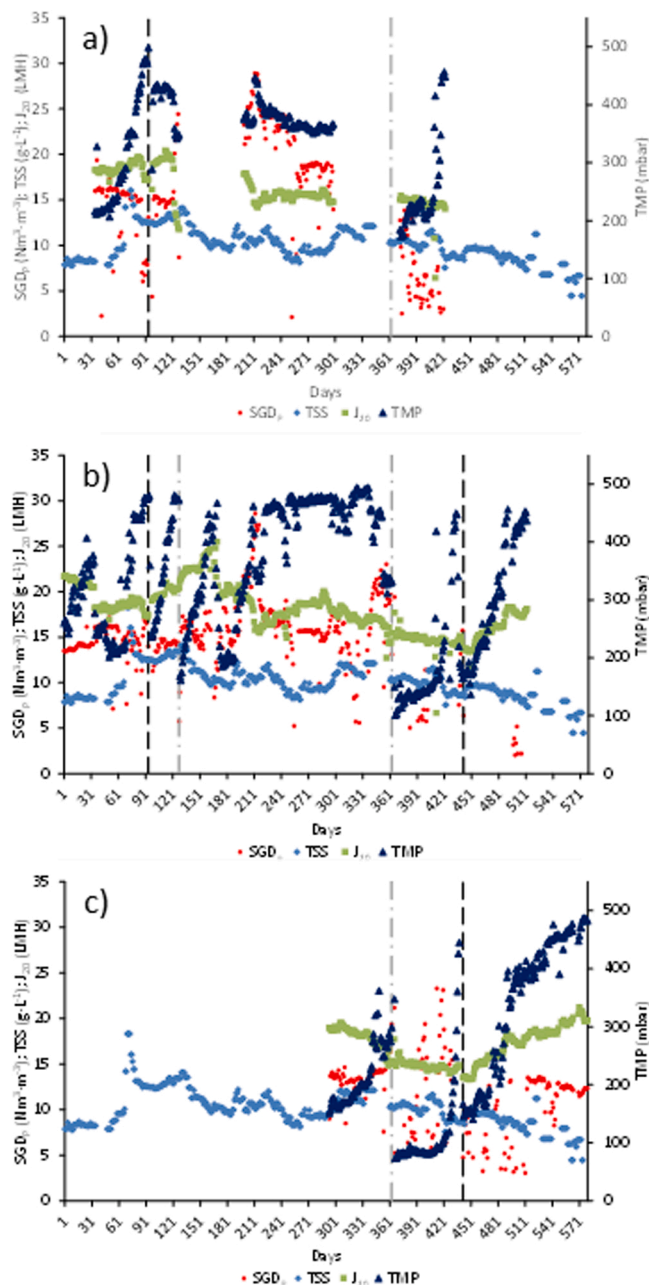 a)
35
30
25
20
15
10
5
0
SGDP (Nm³·m⁻³); TSS (g·L⁻¹); J₂₀ (LMH)
500
400
300
200
100
0
TMP (mbar)
1 31 61 91 121 151 181 211 241 271 301 331 361 391 421 451 481 511 541 571
Days
SGDP TSS J₂₀ TMP
b)
35
30
25
20
15
10
5
0
SGDP (Nm³·m⁻³); TSS (g·L⁻¹); J₂₀ (LMH)
500
400
300
200
100
0
TMP (mbar)
1 31 61 91 121 151 181 211 241 271 301 331 361 391 421 451 481 511 541 571
Days
SGDP TSS J₂₀ TMP
c)
35
30
25
20
15
10
5
0
SGDP (Nm³·m⁻³); TSS (g·L⁻¹); J₂₀ (LMH)
500
400
300
200
100
0
TMP (mbar)
1 31 61 91 121 151 181 211 241 271 301 331 361 391 421 451 481 511 541 571
Days
SGDP TSS J₂₀ TMP